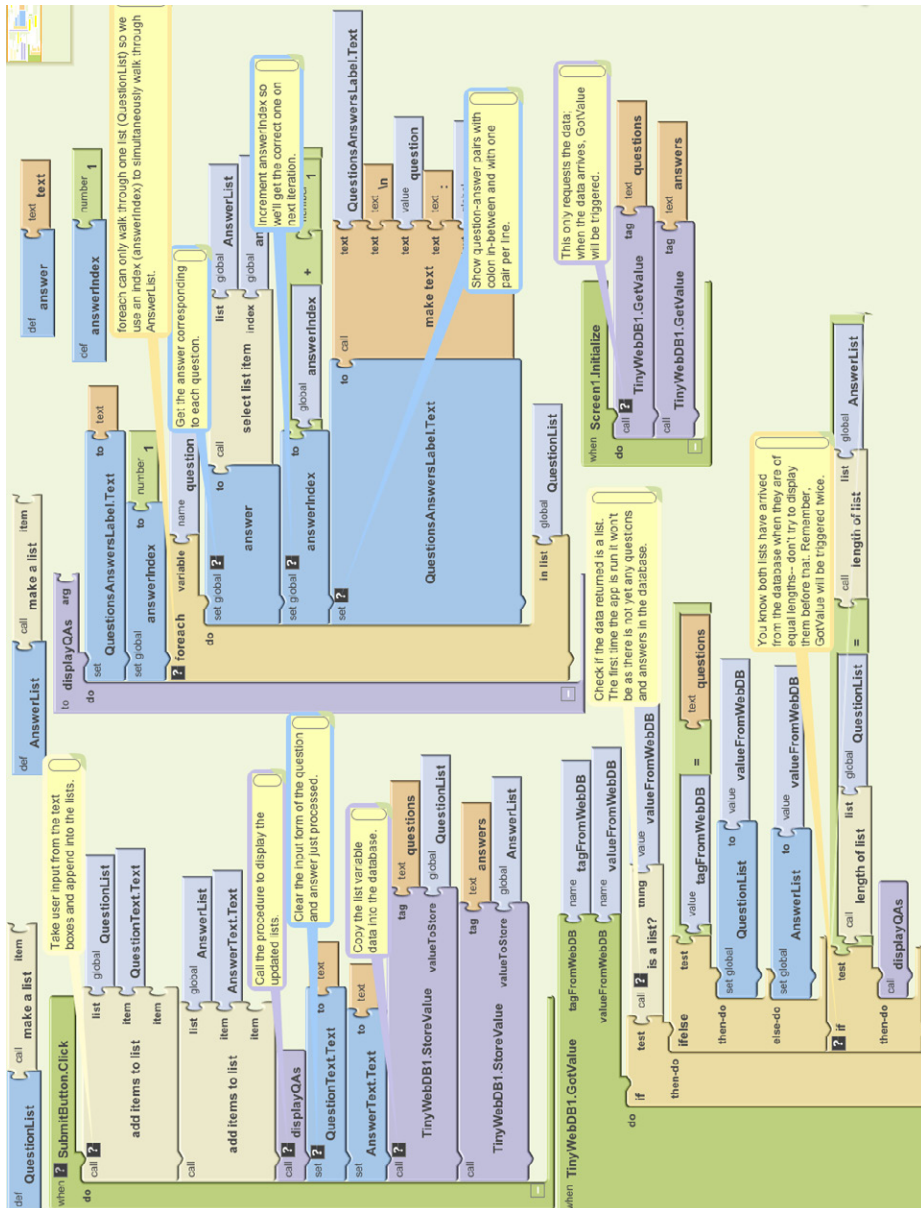 def QuestionList call make a list item
when SubmitButton.Click
do
call ? add items to list
list global QuestionList
item QuestionText.Text
item
Take user input from the text
boxes and append into the lists.
call add items to list
list global AnswerList
item AnswerText.Text
item
call ? displayQAs
Call the procedure to display the
updated lists.
set ? QuestionText.Text to text
set AnswerText.Text to text
Clear the input form of the question
and answer just processed.
call ? TinyWebDB1.StoreValue
tag text questions
valueToStore global QuestionList
Copy the list variable
data into the database.
call TinyWebDB1.StoreValue
tag text answers
valueToStore global AnswerList
def AnswerList call make a list item
to displayQAs arg
do
set QuestionsAnswersLabel.Text to text
set global answerIndex to number 1
? foreach variable name question
do
foreach can only walk through one list (QuestionList) so we
use an index (answerIndex) to simultaneously walk through
AnswerList.
set global ? answer to call select list item
list global AnswerList
index global
Get the answer corresponding
to each question.
set global ? answerIndex to global answerIndex + number 1
Increment answerIndex so
we'll get the correct one on
next iteration.
set ? QuestionsAnswersLabel.Text to call make text
text QuestionsAnswersLabel.Text
text text \n
text value question
text text :
Show question-answer pairs with
colon in-between and with one
pair per line.
in list global QuestionList
def answer text text
def answerIndex number 1
when Screen1.Initialize
do
call ? TinyWebDB1.GetValue tag text questions
call TinyWebDB1.GetValue tag text answers
This only requests the data;
when the data arrives, GotValue
will be triggered.
when TinyWebDB1.GotValue
tagFromWebDB name tagFromWebDB
valueFromWebDB name valueFromWebDB
do
if test call ? is a list? thing value valueFromWebDB
Check if the data returned is a list.
The first time the app is run it won't
be as there is not yet any questions
and answers in the database.
then-do
ifelse test value tagFromWebDB = text questions
then-do set global QuestionList to value valueFromWebDB
else-do set global AnswerList to value valueFromWebDB
? if test call length of list list global QuestionList = call length of list list global AnswerList
You know both lists have arrived
from the database when they are of
equal lengths-- don't try to display
them before that. Remember,
GotValue will be triggered twice.
then-do call displayQAs